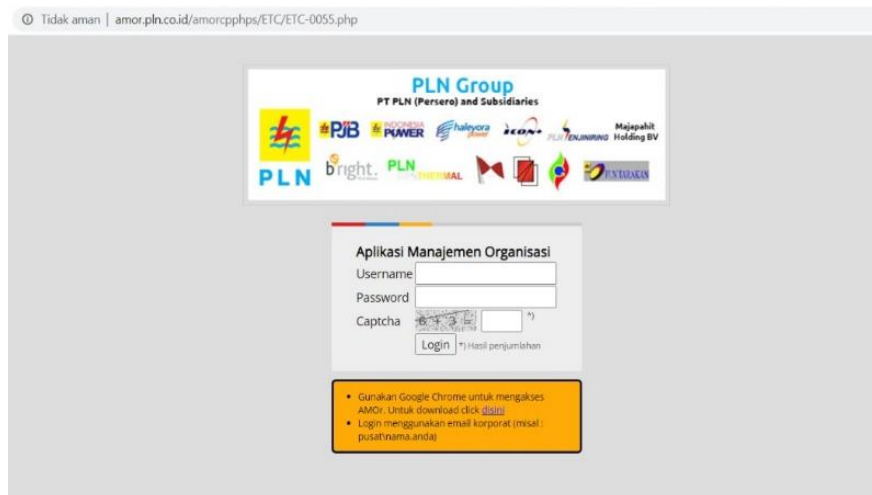 Tidak aman | amor.pln.co.id/amorcpphps/ETC/ETC-0055.php
PLN Group
PT PLN (Persero) and Subsidiaries
PJB INDONESIA POWER haleyora power ICON+ PLN ENJINIRING Majapahit Holding BV
PLN bright. PLN THERMAL PLN TARAKAN
Aplikasi Manajemen Organisasi
Username
Password
Captcha 6 + 3 = *)
Login *) Hasil penjumlahan
• Gunakan Google Chrome untuk mengakses
AMOr. Untuk download click disini
• Login menggunakan email korporat (misal :
pusat\nama.anda)